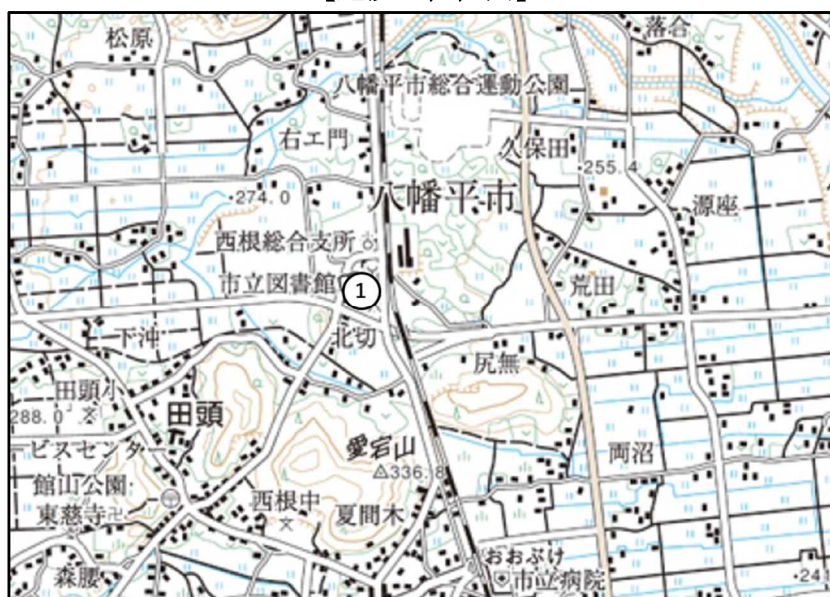 松原
落合
八幡平市総合運動公園
右エ門
久保田
・255.4
・274.0
八幡平市
源座
西根総合支所
市立図書館
1
荒田
下沖
北切
尻無
田頭小
288.0
田頭
愛宕山
両沼
ービスセンター
336.8
館山公園
西根中
東慈寺
夏間木
おおぶけ
市立病院
森腰
・241